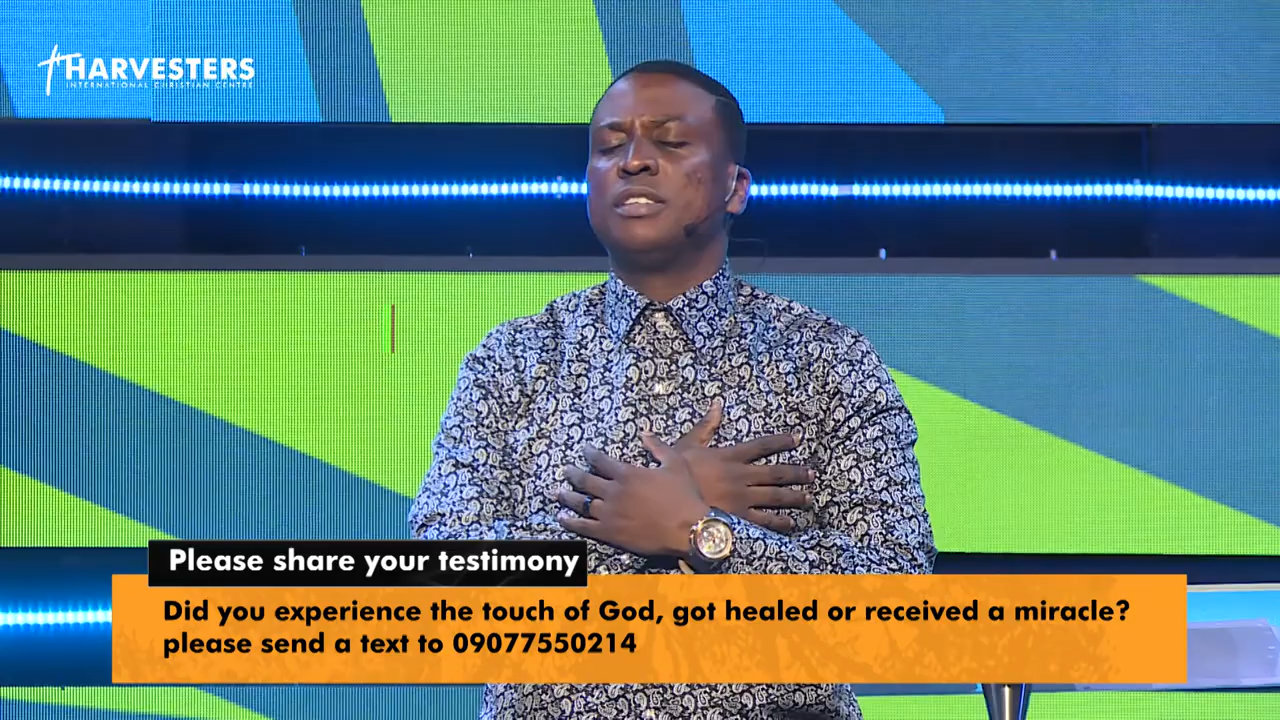 HARVESTERS
INTERNATIONAL CHRISTIAN CENTRE
Please share your testimony
Did you experience the touch of God, got healed or received a miracle?
please send a text to 09077550214